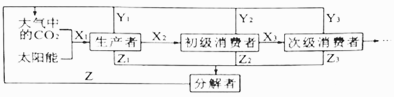 大气中 Y₁ Y₂ Y₃
的CO₂ X₁ 生产者 X₂ 初级消费者 X₃ 次级消费者 …
太阳能 Z₁ Z₂ Z₃
Z 分解者